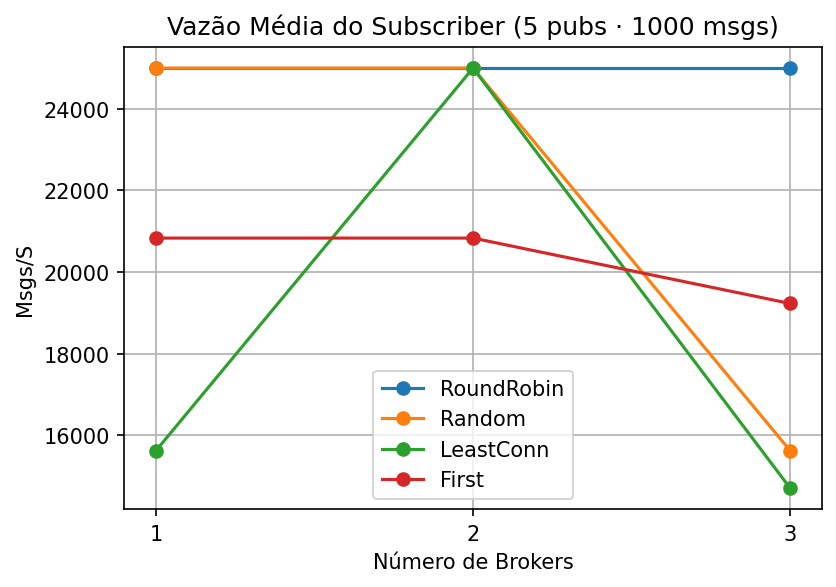 Vazão Média do Subscriber (5 pubs · 1000 msgs)
Msgs/S
24000
22000
20000
18000
16000
RoundRobin
Random
LeastConn
First
1 2 3
Número de Brokers